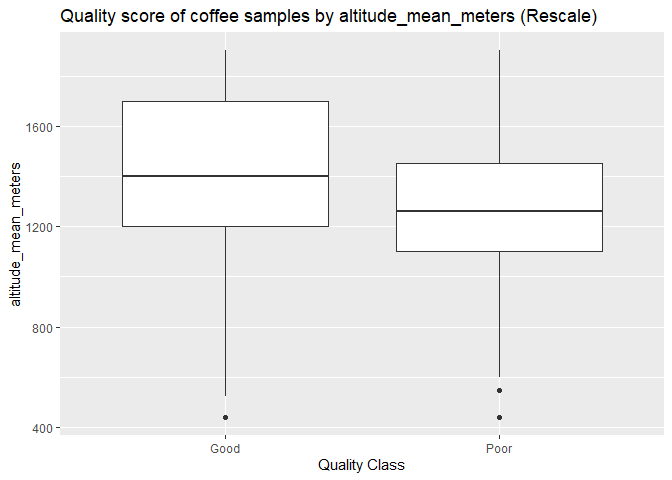 Quality score of coffee samples by altitude_mean_meters (Rescale)
altitude_mean_meters
1600
1200
800
400
Good Poor
Quality Class